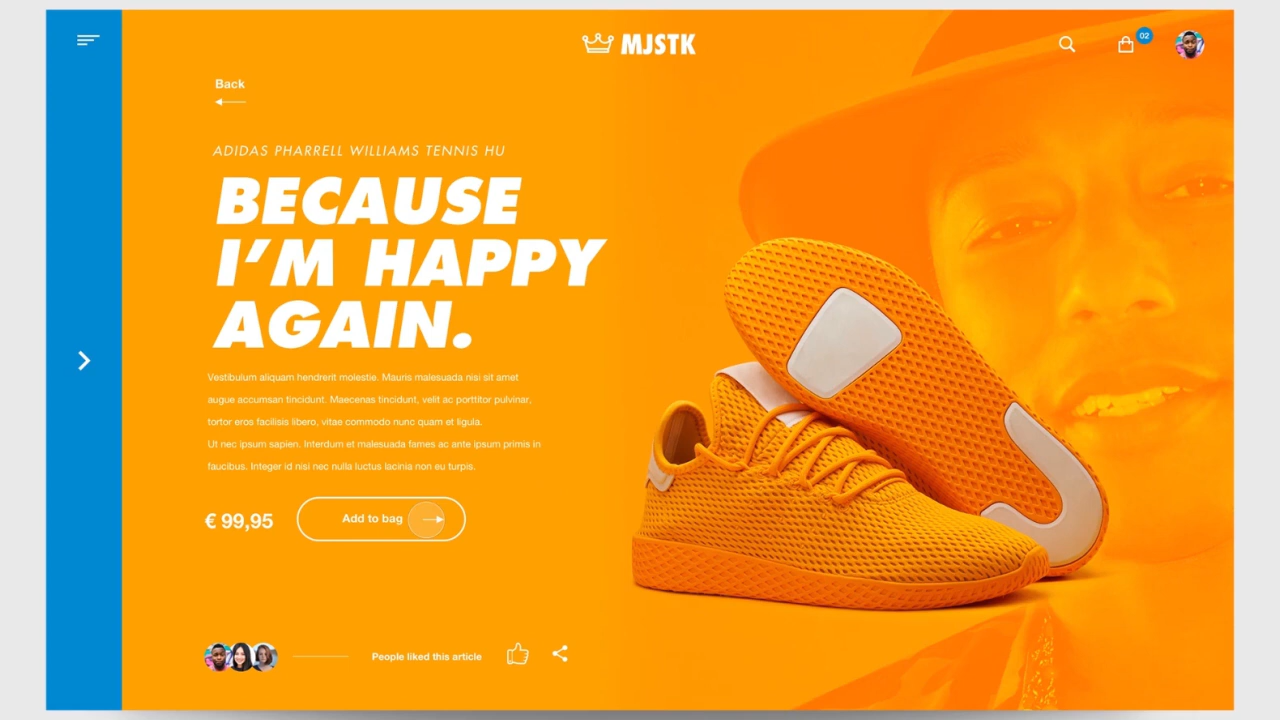 MJSTK
02
Back
ADIDAS PHARRELL WILLIAMS TENNIS HU
BECAUSE
I’M HAPPY
AGAIN.
Vestibulum aliquam hendrerit molestie. Mauris malesuada nisi sit amet
augue accumsan tincidunt. Maecenas tincidunt, velit ac porttitor pulvinar,
tortor eros facilisis libero, vitae commodo nunc quam et ligula.
Ut nec ipsum sapien. Interdum et malesuada fames ac ante ipsum primis in
faucibus. Integer id nisi nec nulla luctus lacinia non eu turpis.
€ 99,95
Add to bag
People liked this article